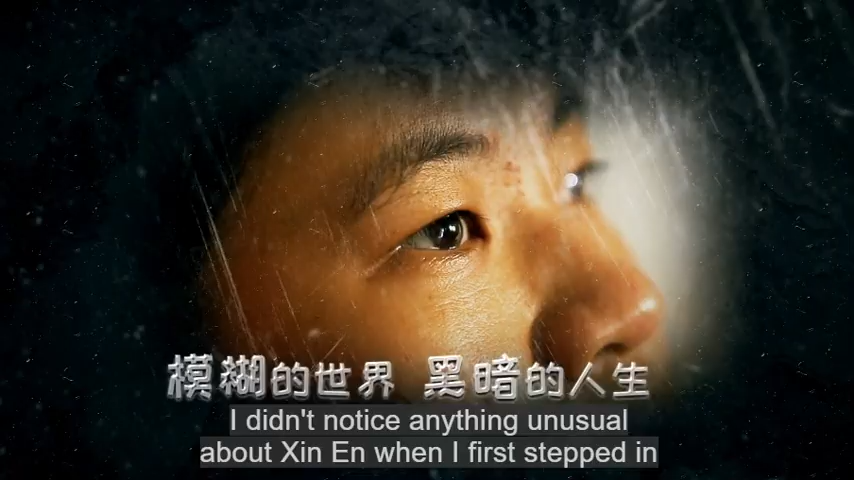 模糊的世界 黑暗的人生
I didn't notice anything unusual
about Xin En when I first stepped in